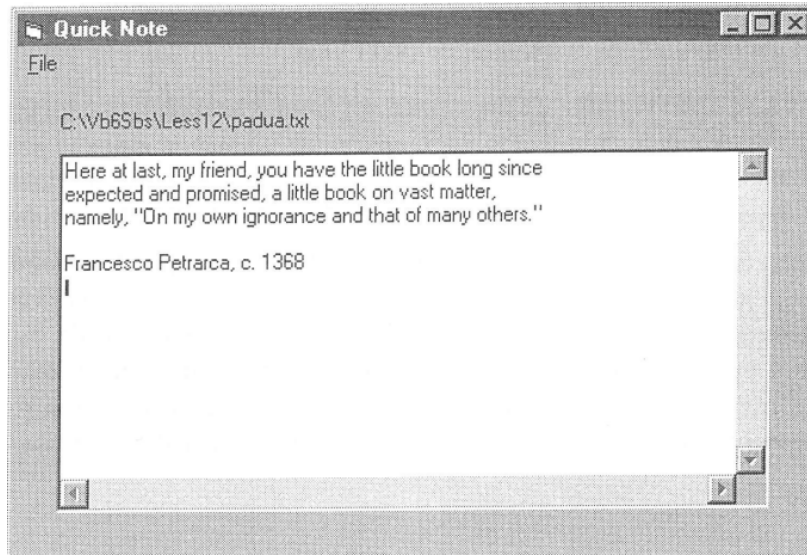 Quick Note
File
C:\Vb6Sbs\Less12\padua.txt
Here at last, my friend, you have the little book long since
expected and promised, a little book on vast matter,
namely, "On my own ignorance and that of many others."
Francesco Petrarca, c. 1368